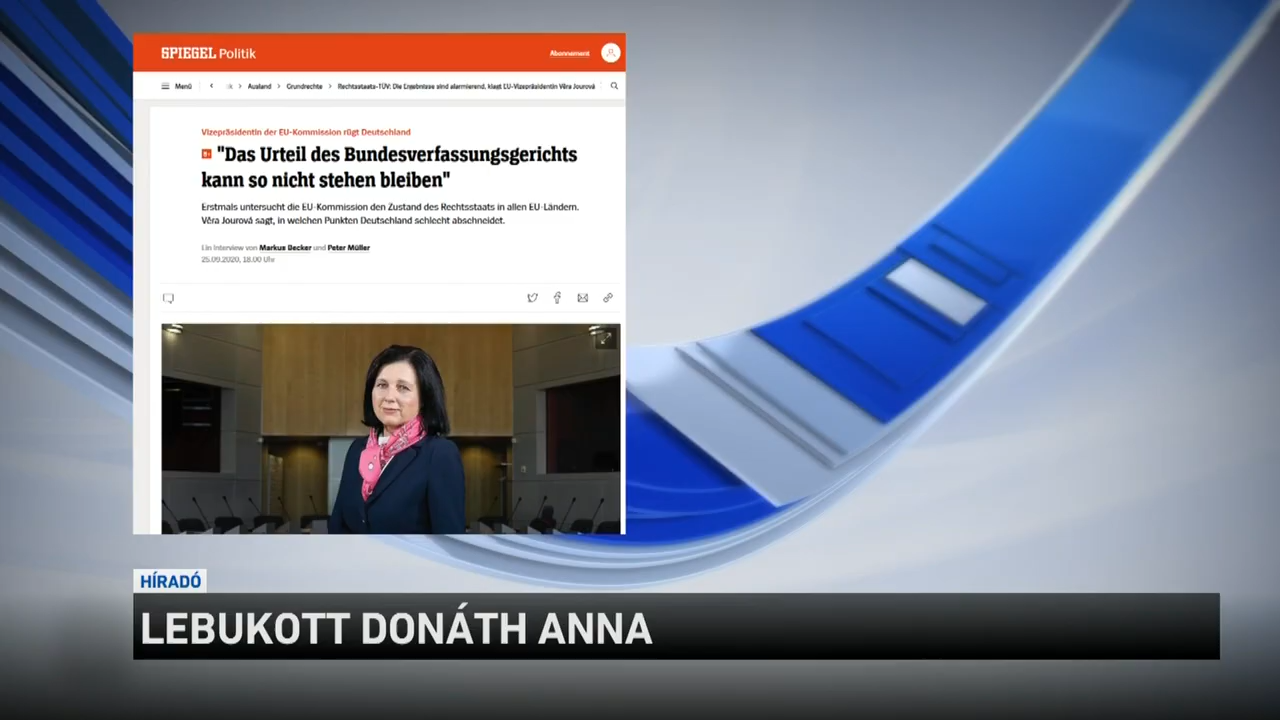 SPIEGEL Politik
Abonnement
Menü
Ausland
Grundrechte
Rechtsstaats-TÜV: Die Ergebnisse sind alarmierend, klagt EU-Vizepräsidentin Věra Jourová
Vizepräsidentin der EU-Kommission rügt Deutschland
"Das Urteil des Bundesverfassungsgerichts
kann so nicht stehen bleiben"
Erstmals untersucht die EU-Kommission den Zustand des Rechtsstaats in allen EU-Ländern.
Věra Jourová sagt, in welchen Punkten Deutschland schlecht abschneidet.
Ein Interview von Markus Becker und Peter Müller
25.09.2020, 18.00 Uhr
HÍRADÓ
LEBUKOTT DONÁTH ANNA